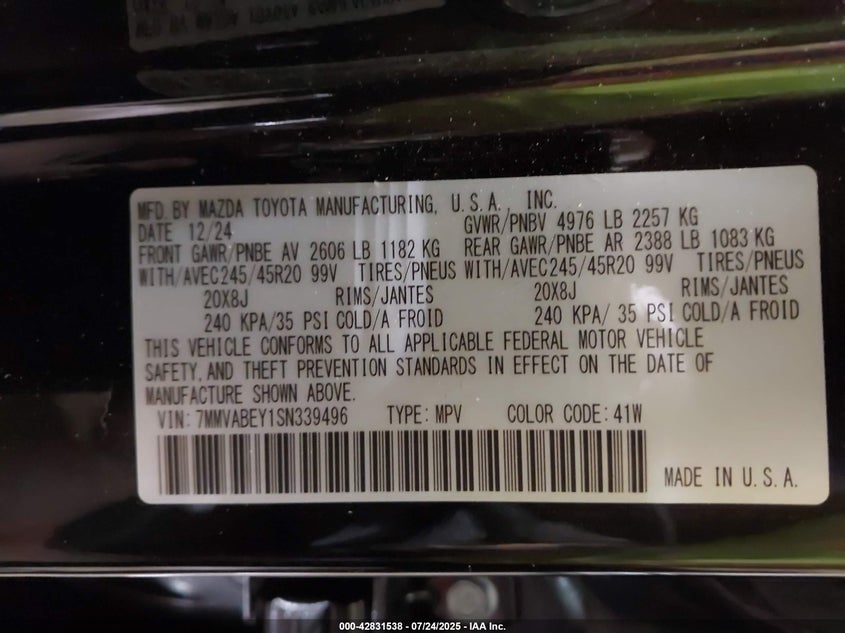 MFD BY MAZDA TOYOTA MANUFACTURING, U.S.A. INC.
DATE 12/24 GVWR/PNBV 4976 LB 2257 KG
FRONT GAWR/PNBE AV 2606 LB 1182 KG REAR GAWR/PNBE AR 2388 LB 1083 KG
WITH/AVEC245/45R20 99V TIRES/PNEUS WITH/AVEC245/45R20 99V TIRES/PNEUS
20X8J RIMS/JANTES 20X8J RIMS/JANTES
240 KPA/35 PSI COLD/A FROID 240 KPA/ 35 PSI COLD/A FROID
THIS VEHICLE CONFORMS TO ALL APPLICABLE FEDERAL MOTOR VEHICLE
SAFETY, AND THEFT PREVENTION STANDARDS IN EFFECT ON THE DATE OF
MANUFACTURE SHOWN ABOVE.
VIN: 7MMVABEY1SN339496 TYPE: MPV COLOR CODE: 41W
MADE IN U.S.A.
000-42831538 - 07/24/2025 - IAA Inc.